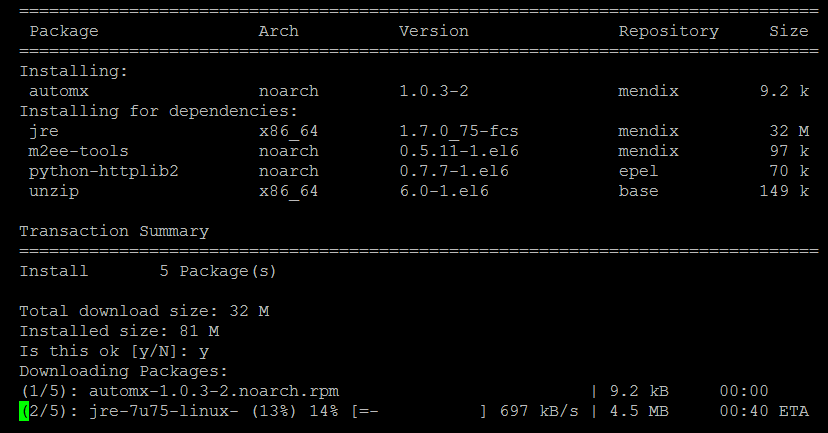 ================================================================================
Package Arch Version Repository Size
================================================================================
Installing:
automx noarch 1.0.3-2 mendix 9.2 k
Installing for dependencies:
jre x86_64 1.7.0_75-fcs mendix 32 M
m2ee-tools noarch 0.5.11-1.el6 mendix 97 k
python-httplib2 noarch 0.7.7-1.el6 epel 70 k
unzip x86_64 6.0-1.el6 base 149 k
Transaction Summary
================================================================================
Install 5 Package(s)
Total download size: 32 M
Installed size: 81 M
Is this ok [y/N]: y
Downloading Packages:
(1/5): automx-1.0.3-2.noarch.rpm | 9.2 kB 00:00
(2/5): jre-7u75-linux- (13%) 14% [=- ] 697 kB/s | 4.5 MB 00:40 ETA